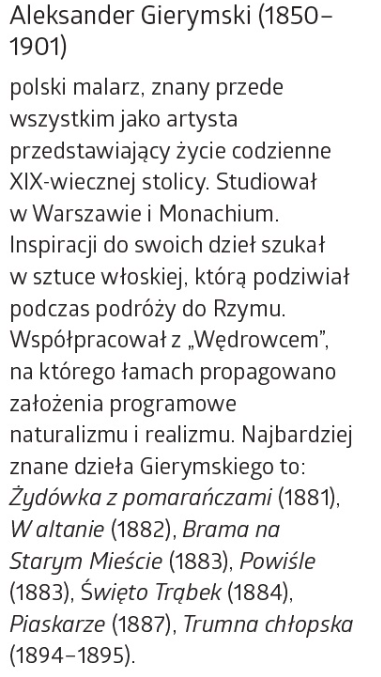 Aleksander Gierymski (1850–
1901)
polski malarz, znany przede
wszystkim jako artysta
przedstawiający życie codzienne
XIX-wiecznej stolicy. Studiował
w Warszawie i Monachium.
Inspiracji do swoich dzieł szukał
w sztuce włoskiej, którą podziwiał
podczas podróży do Rzymu.
Współpracował z „Wędrowcem”,
na którego łamach propagowano
założenia programowe
naturalizmu i realizmu. Najbardziej
znane dzieła Gierymskiego to:
Żydówka z pomarańczami (1881),
W altanie (1882), Brama na
Starym Mieście (1883), Powiśle
(1883), Święto Trąbek (1884),
Piaskarze (1887), Trumna chłopska
(1894–1895).